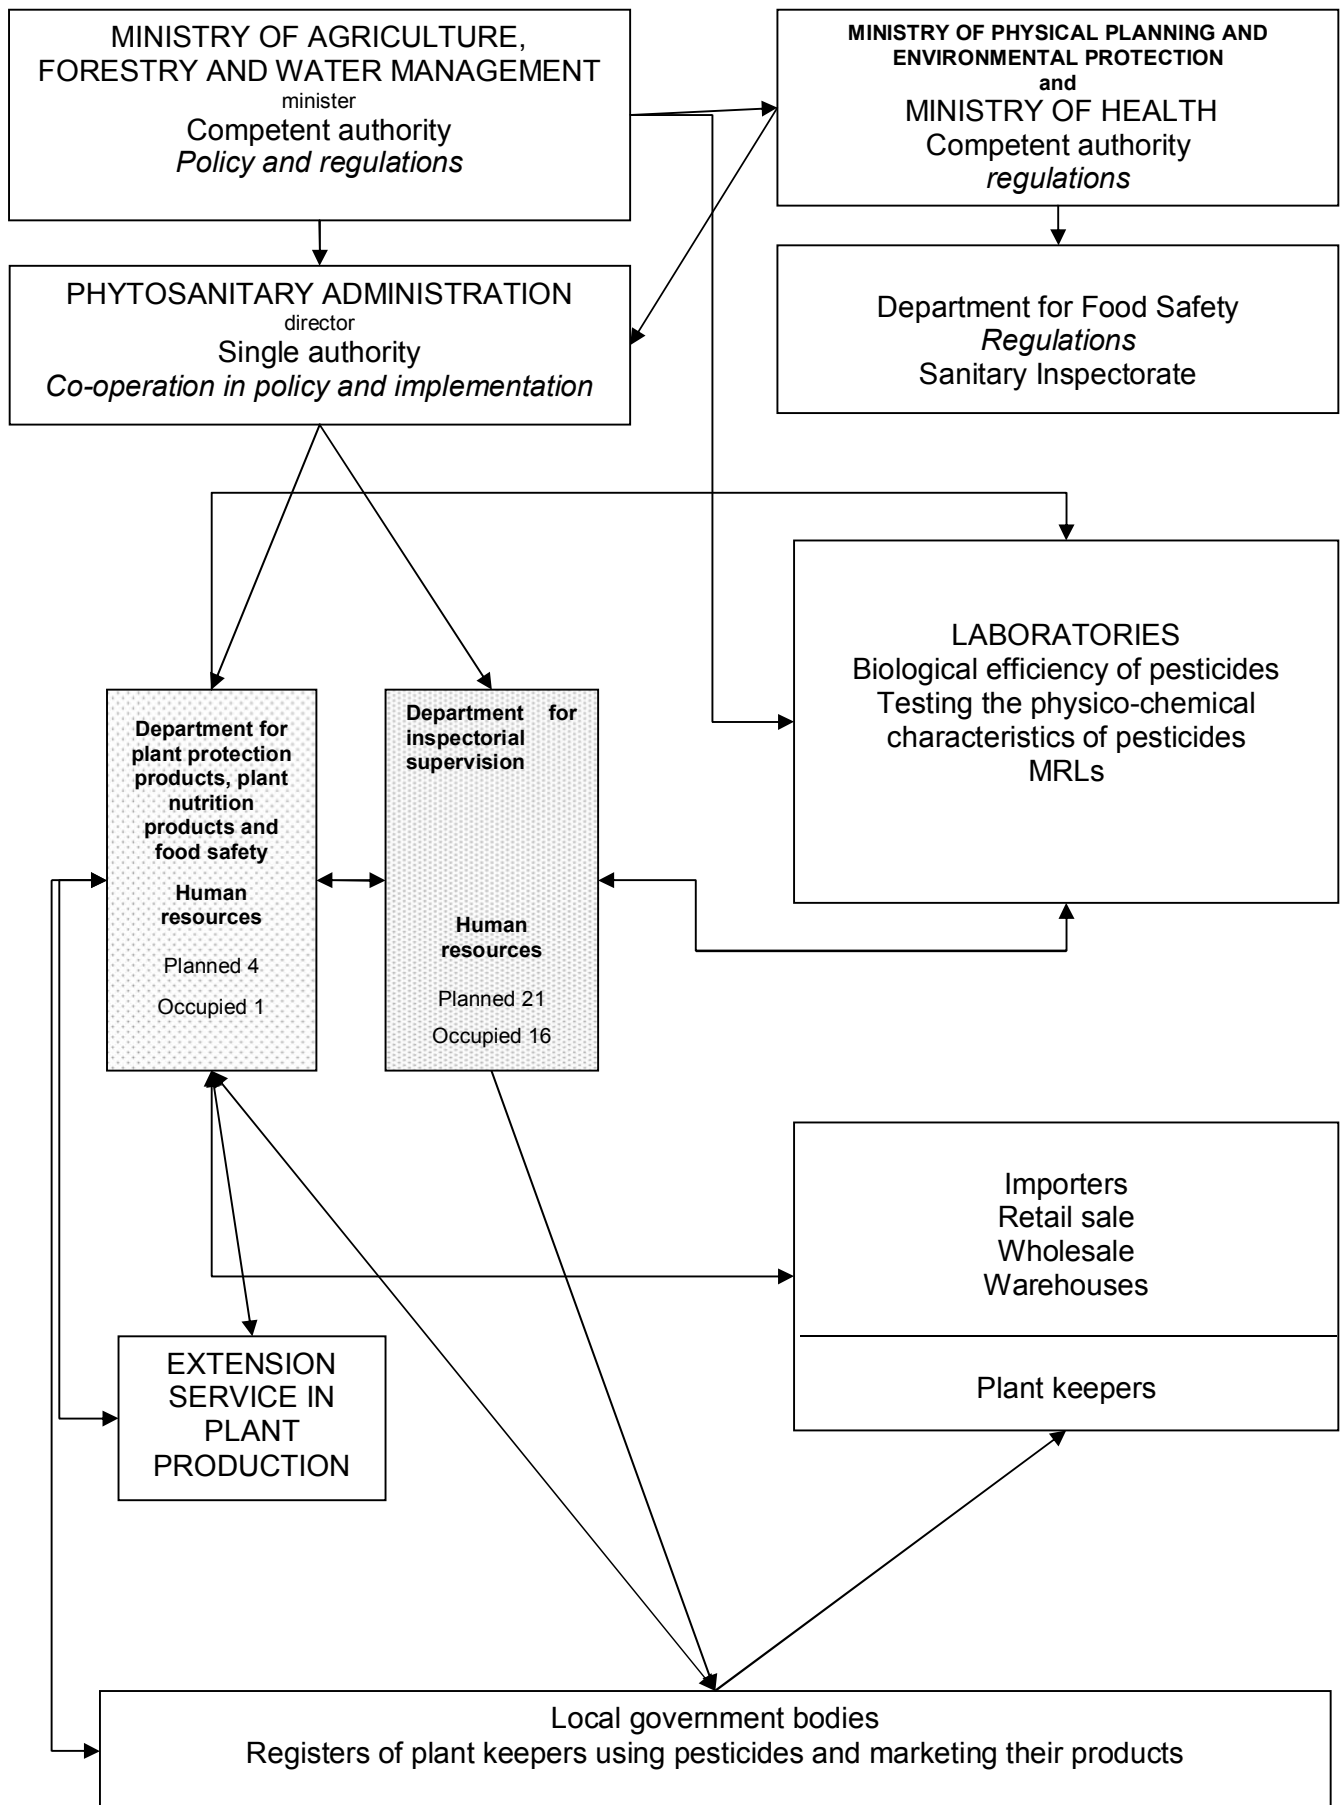 MINISTRY OF AGRICULTURE,
FORESTRY AND WATER MANAGEMENT
minister
Competent authority
Policy and regulations
MINISTRY OF PHYSICAL PLANNING AND
ENVIRONMENTAL PROTECTION
and
MINISTRY OF HEALTH
Competent authority
regulations
PHYTOSANITARY ADMINISTRATION
director
Single authority
Co-operation in policy and implementation
Department for Food Safety
Regulations
Sanitary Inspectorate
LABORATORIES
Biological efficiency of pesticides
Testing the physico-chemical
characteristics of pesticides
MRLs
Department for
plant protection
products, plant
nutrition
products and
food safety
Human
resources
Planned 4
Occupied 1
Department for
inspectorial
supervision
Human
resources
Planned 21
Occupied 16
Importers
Retail sale
Wholesale
Warehouses
Plant keepers
EXTENSION
SERVICE IN
PLANT
PRODUCTION
Local government bodies
Registers of plant keepers using pesticides and marketing their products